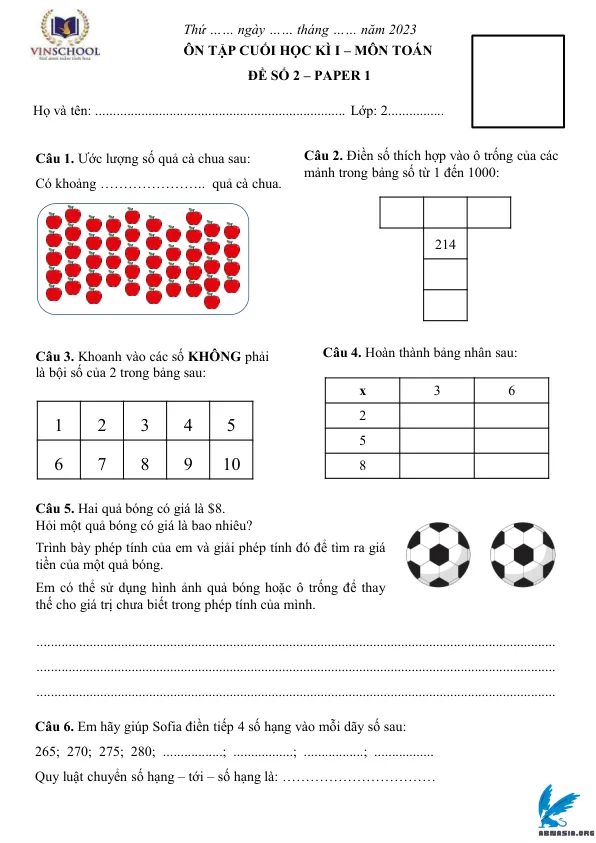 VINSCHOOL
Thứ …… ngày …… tháng …… năm 2023
ÔN TẬP CUỐI HỌC KÌ I – MÔN TOÁN
ĐỀ SỐ 2 – PAPER 1
Họ và tên: ...................................................................... Lớp: 2................
Câu 1. Ước lượng số quả cà chua sau:
Có khoảng ………………….. quả cà chua.
Câu 2. Điền số thích hợp vào ô trống của các
mảnh trong bảng số từ 1 đến 1000:
214
Câu 3. Khoanh vào các số KHÔNG phải
là bội số của 2 trong bảng sau:
1 2 3 4 5
6 7 8 9 10
Câu 4. Hoàn thành bảng nhân sau:
x 3 6
2
5
8
Câu 5. Hai quả bóng có giá là $8.
Hỏi một quả bóng có giá là bao nhiêu?
Trình bày phép tính của em và giải phép tính đó để tìm ra giá
tiền của một quả bóng.
Em có thể sử dụng hình ảnh quả bóng hoặc ô trống để thay
thế cho giá trị chưa biết trong phép tính của mình.
Câu 6. Em hãy giúp Sofia điền tiếp 4 số hạng vào mỗi dãy số sau:
265; 270; 275; 280; .................; .................; .................; .................
Quy luật chuyển số hạng – tới – số hạng là: ……………………………
ABMASIA.ORG